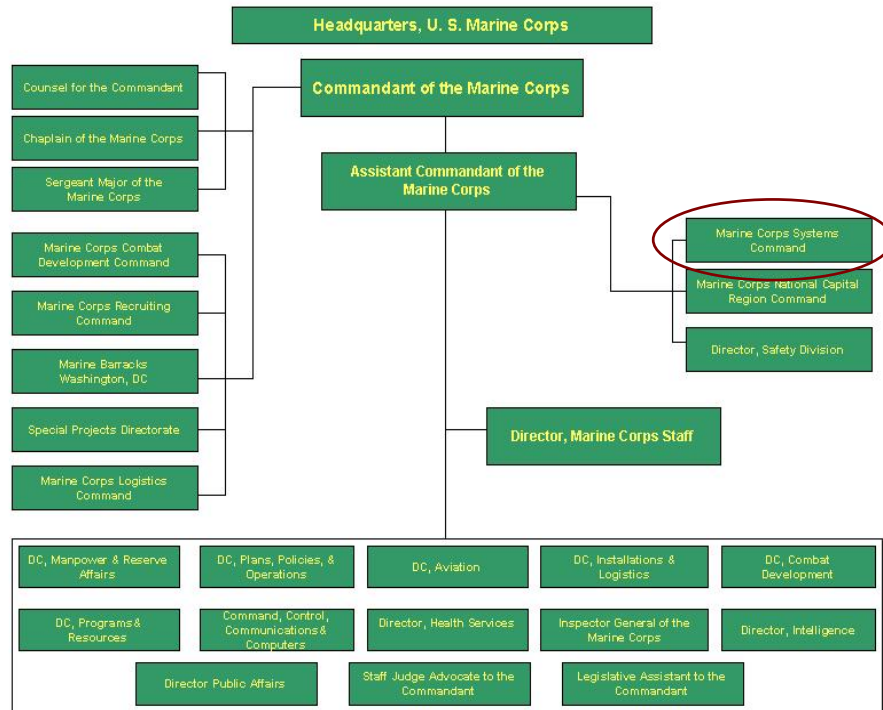 Headquarters, U. S. Marine Corps
Commandant of the Marine Corps
Counsel for the Commandant
Chaplain of the Marine Corps
Sergeant Major of the
Marine Corps
Assistant Commandant of the
Marine Corps
Marine Corps Combat
Development Command
Marine Corps Recruiting
Command
Marine Barracks
Washington, DC
Special Projects Directorate
Marine Corps Logistics
Command
Marine Corps Systems
Command
Marine Corps National Capital
Region Command
Director, Safety Division
Director, Marine Corps Staff
DC, Manpower & Reserve
Affairs
DC, Plans, Policies, &
Operations
DC, Aviation
DC, Installations &
Logistics
DC, Combat
Development
DC, Programs &
Resources
Command, Control,
Communications &
Computers
Director, Health Services
Inspector General of the
Marine Corps
Director, Intelligence
Director Public Affairs
Staff Judge Advocate to the
Commandant
Legislative Assistant to the
Commandant